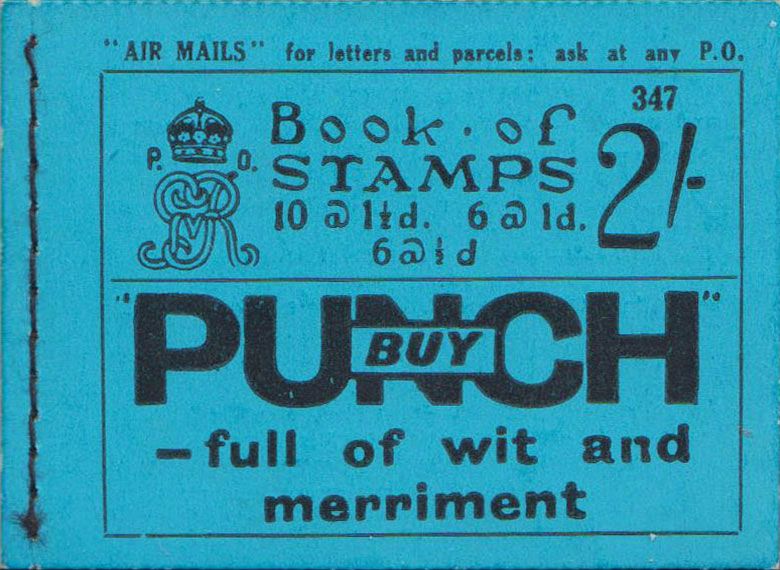 "AIR MAILS" for letters and parcels: ask at any P.O.
347
Book · of
STAMPS
2/-
P. O.
GR
10 @ 1½d. 6 @ 1d.
6 @ ½d
"PUNCH"
BUY
– full of wit and
merriment